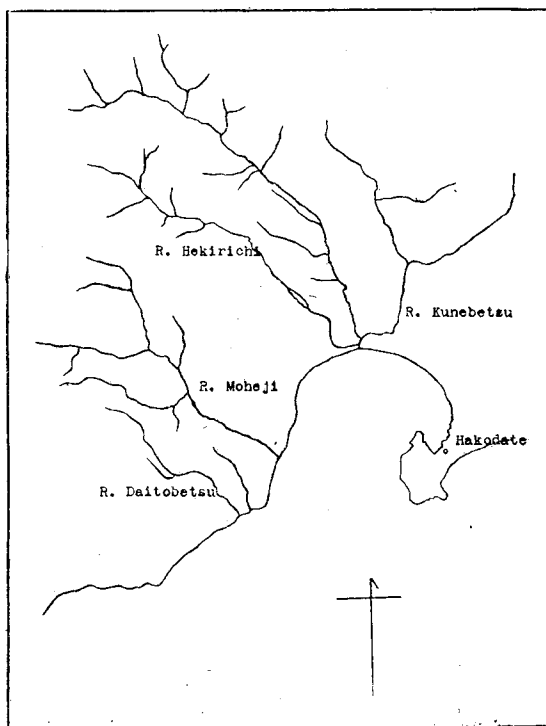 R. Hekirichi
R. Kunebetsu
R. Moheji
Hakodate
R. Daitobetsu